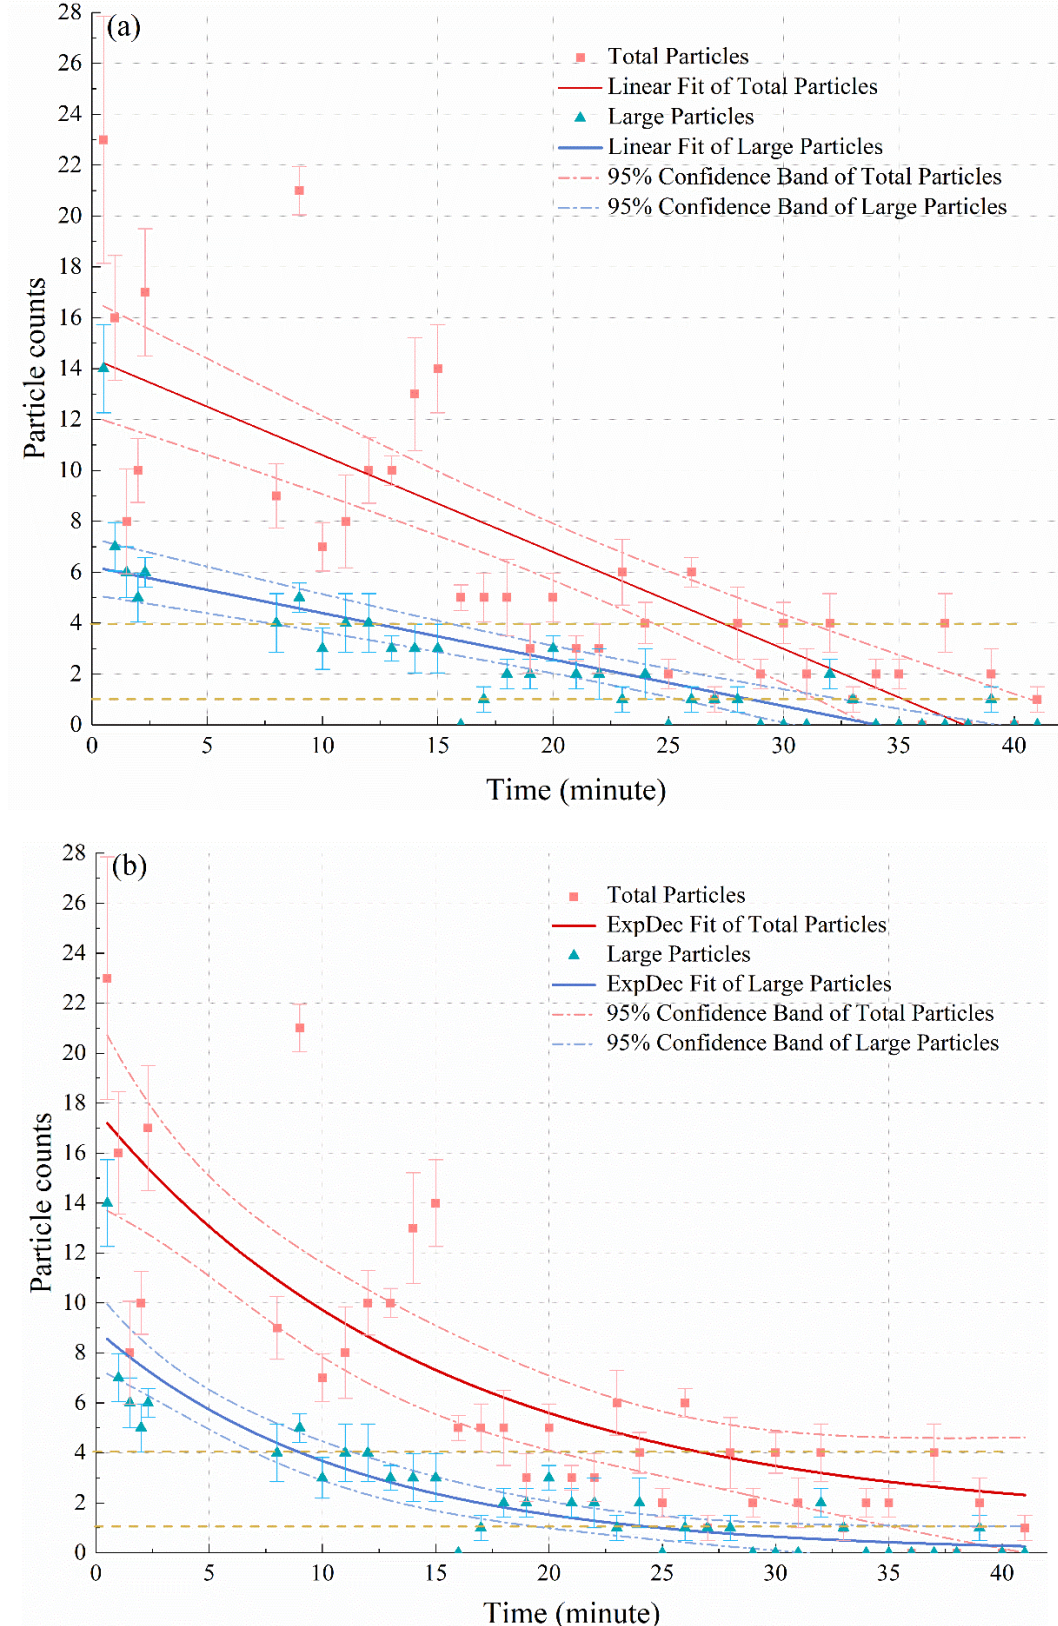 (a)
28
26
24
22
20
18
16
14
12
10
8
6
4
2
0
Particle counts
Total Particles
Linear Fit of Total Particles
Large Particles
Linear Fit of Large Particles
95% Confidence Band of Total Particles
95% Confidence Band of Large Particles
0 5 10 15 20 25 30 35 40
Time (minute)
(b)
28
26
24
22
20
18
16
14
12
10
8
6
4
2
0
Particle counts
Total Particles
ExpDec Fit of Total Particles
Large Particles
ExpDec Fit of Large Particles
95% Confidence Band of Total Particles
95% Confidence Band of Large Particles
0 5 10 15 20 25 30 35 40
Time (minute)